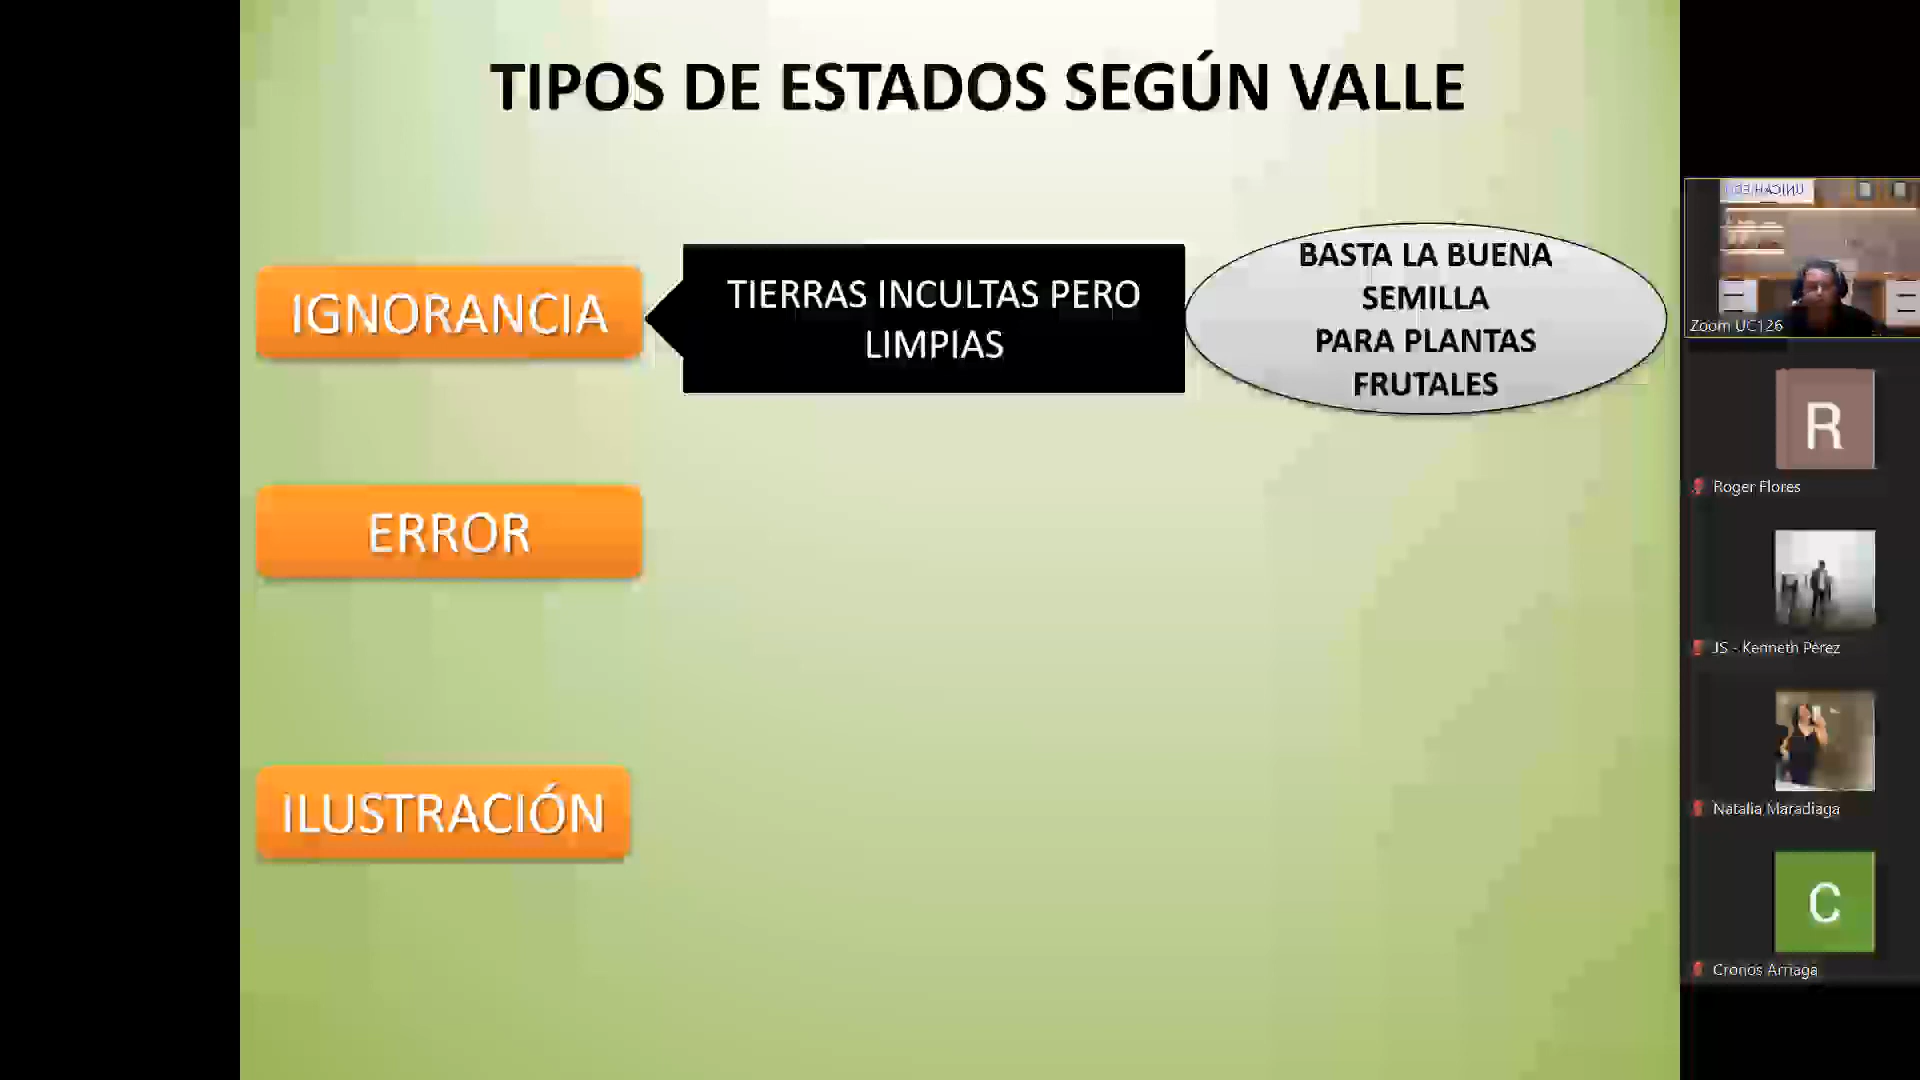 TIPOS DE ESTADOS SEGÚN VALLE
IGNORANCIA
TIERRAS INCULTAS PERO
LIMPIAS
BASTA LA BUENA
SEMILLA
PARA PLANTAS
FRUTALES
ERROR
ILUSTRACIÓN
Zoom UC126
R
Roger Flores
JS - Kenneth Pérez
Natalia Maradiaga
C
Cronos Arriaga